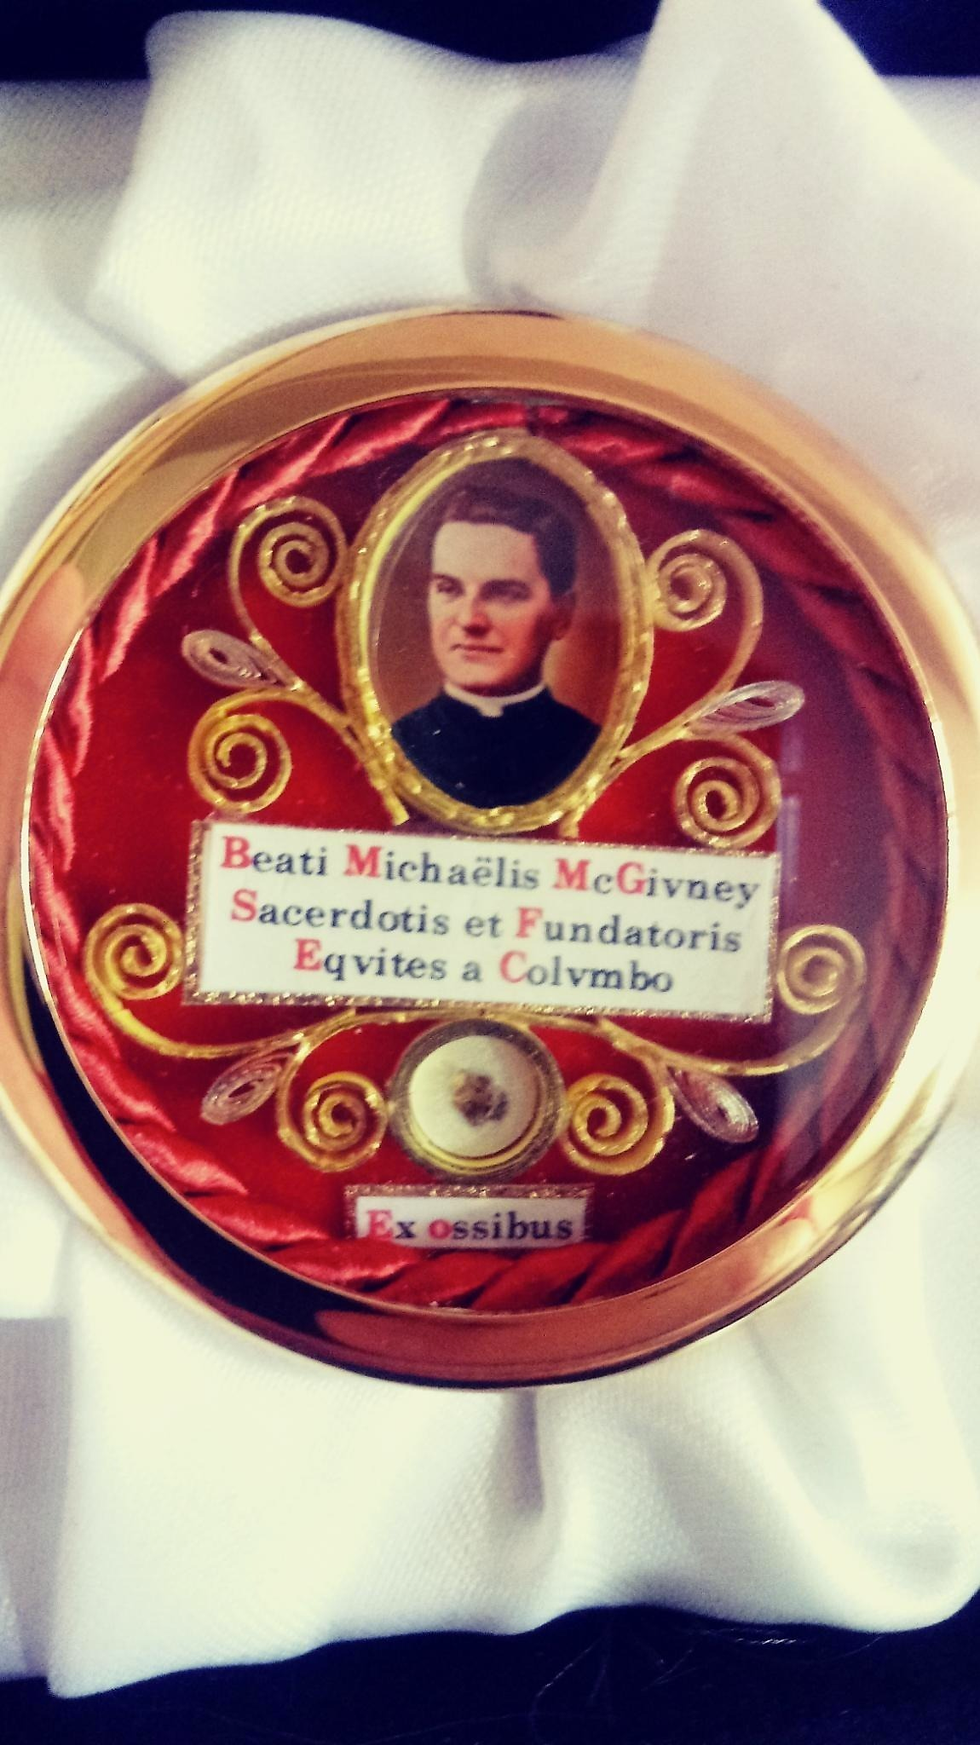 Beati Michaëlis McGivney
Sacerdotis et Fundatoris
Eqvites a Colvmbo
Ex ossibus